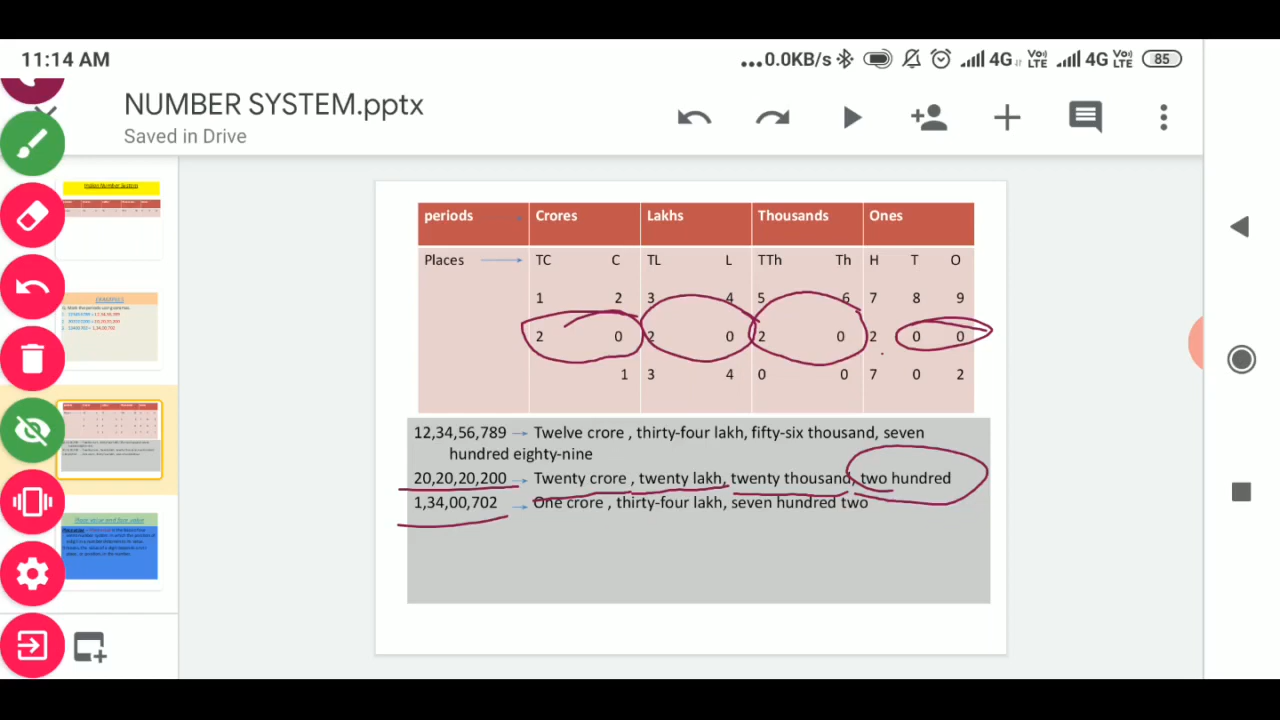 11:14 AM
...0.0KB/s 4G Vo)) LTE 4G Vo)) LTE 85
NUMBER SYSTEM.pptx
Saved in Drive
Indian Number System
periods Crores Lakhs Thousands Ones
Places TC C TL L TTh Th H T O
1 2 3 4 5 6 7 8 9
2 0 2 0 2 0 2 0 0
1 3 4 0 0 7 0 2
12,34,56,789 → Twelve crore , thirty-four lakh, fifty-six thousand, seven
hundred eighty-nine
20,20,20,200 → Twenty crore , twenty lakh, twenty thousand, two hundred
1,34,00,702 → One crore , thirty-four lakh, seven hundred two
Place value and face value